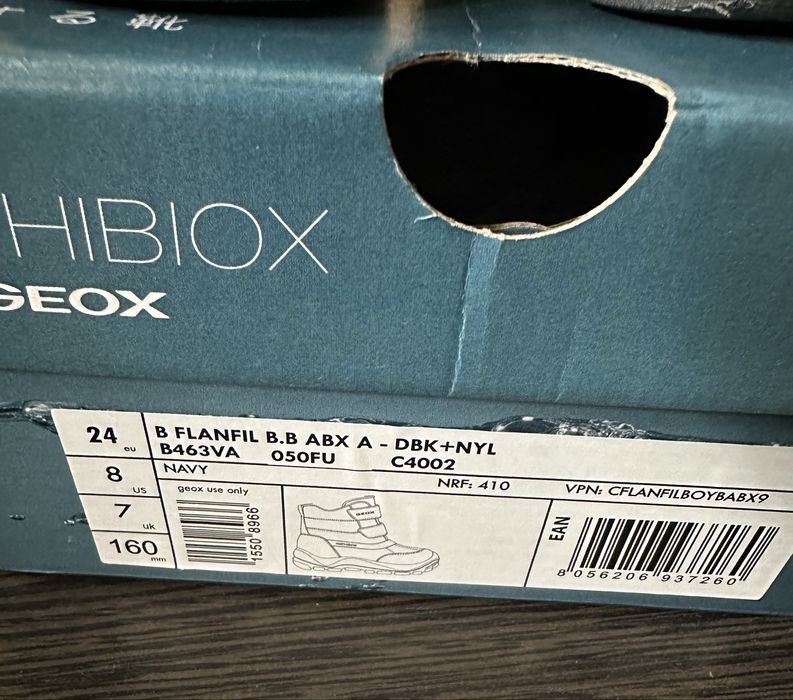 HIBIOX
GEOX
24 eu
8 US
7 uk
160 mm
B FLANFIL B.B ABX A - DBK+NYL
B463VA 050FU C4002
NAVY
NRF: 410 VPN: CFLANFILBOYBABX9
geox use only
1550 8966
GEOX
EAN
8 056206 937260